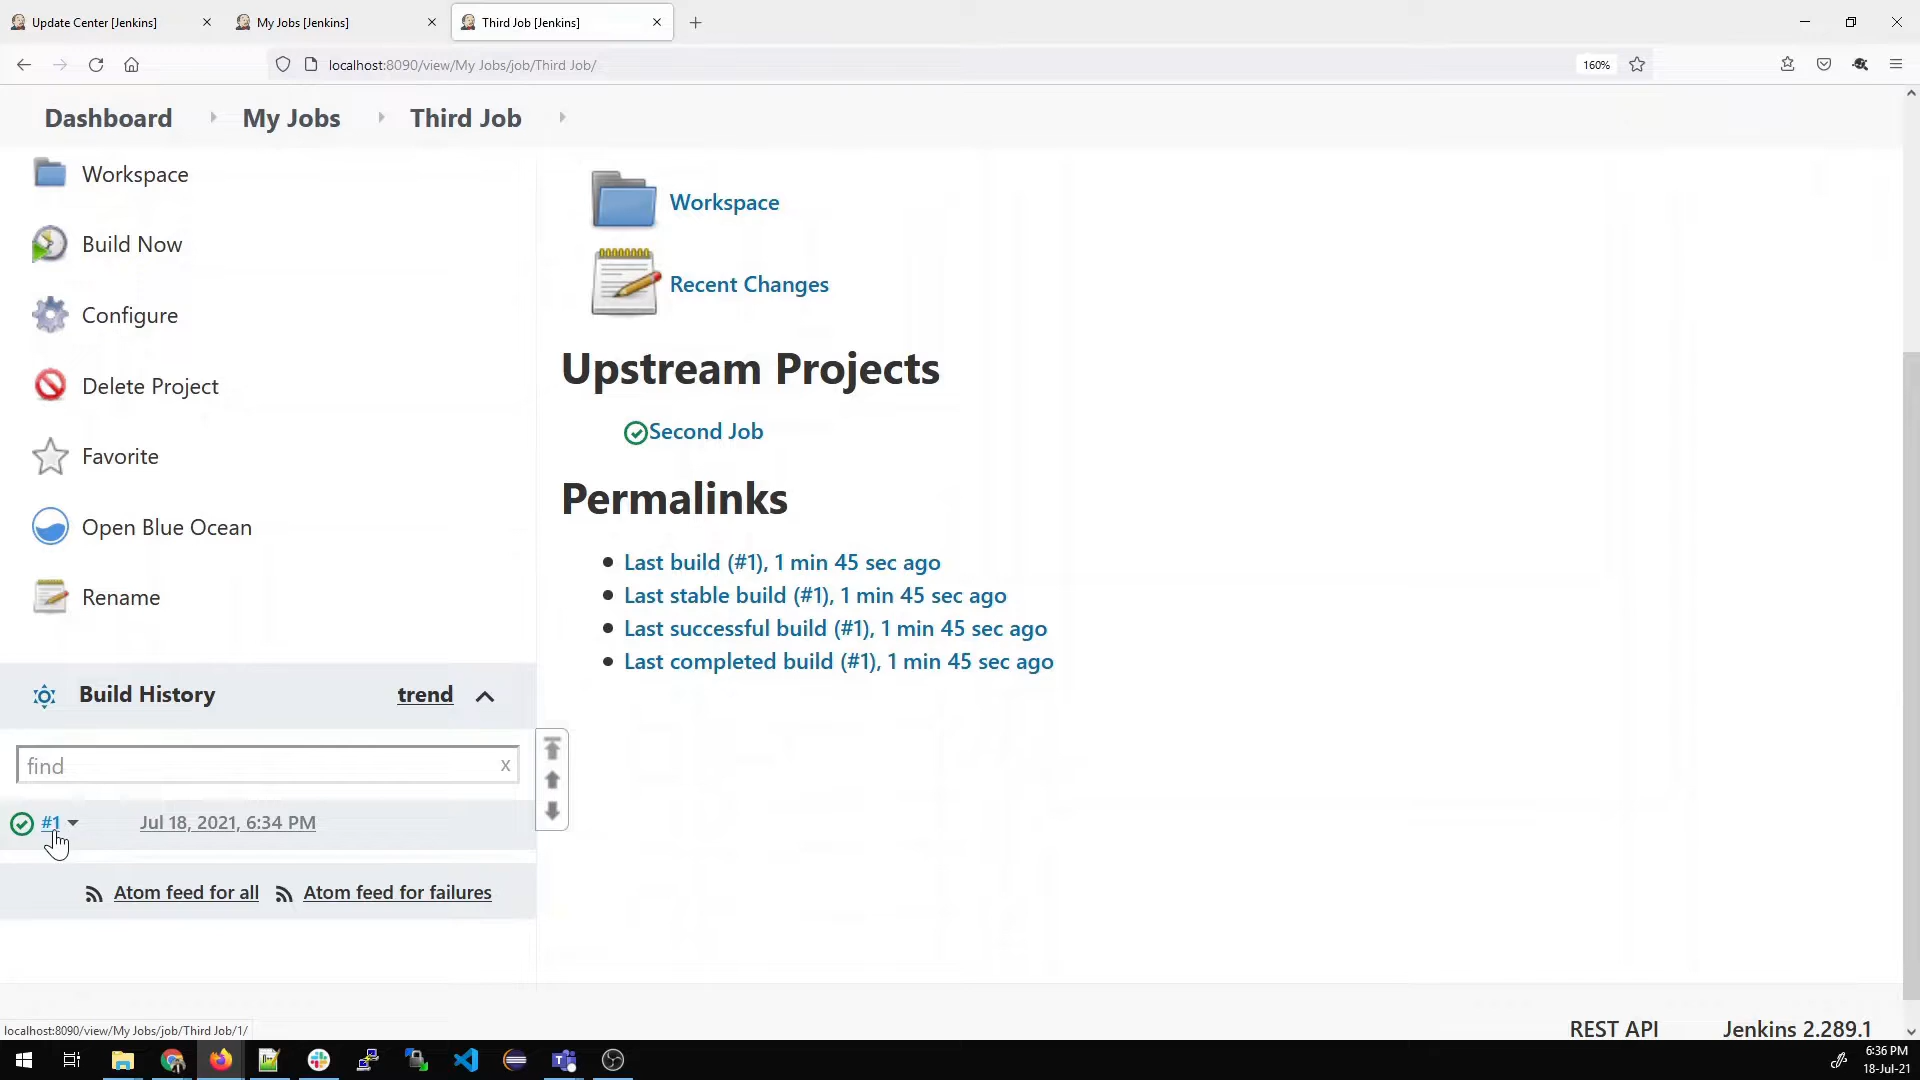 Update Center [Jenkins]
My Jobs [Jenkins]
Third Job [Jenkins]
localhost:8090/view/My Jobs/job/Third Job/
160%
Dashboard
My Jobs
Third Job
Workspace
Build Now
Configure
Delete Project
Favorite
Open Blue Ocean
Rename
Build History
trend
find
x
#1
Jul 18, 2021, 6:34 PM
Atom feed for all
Atom feed for failures
Workspace
Recent Changes
Upstream Projects
Second Job
Permalinks
Last build (#1), 1 min 45 sec ago
Last stable build (#1), 1 min 45 sec ago
Last successful build (#1), 1 min 45 sec ago
Last completed build (#1), 1 min 45 sec ago
localhost:8090/view/My Jobs/job/Third Job/1/
REST API
Jenkins 2.289.1
6:36 PM
18-Jul-21